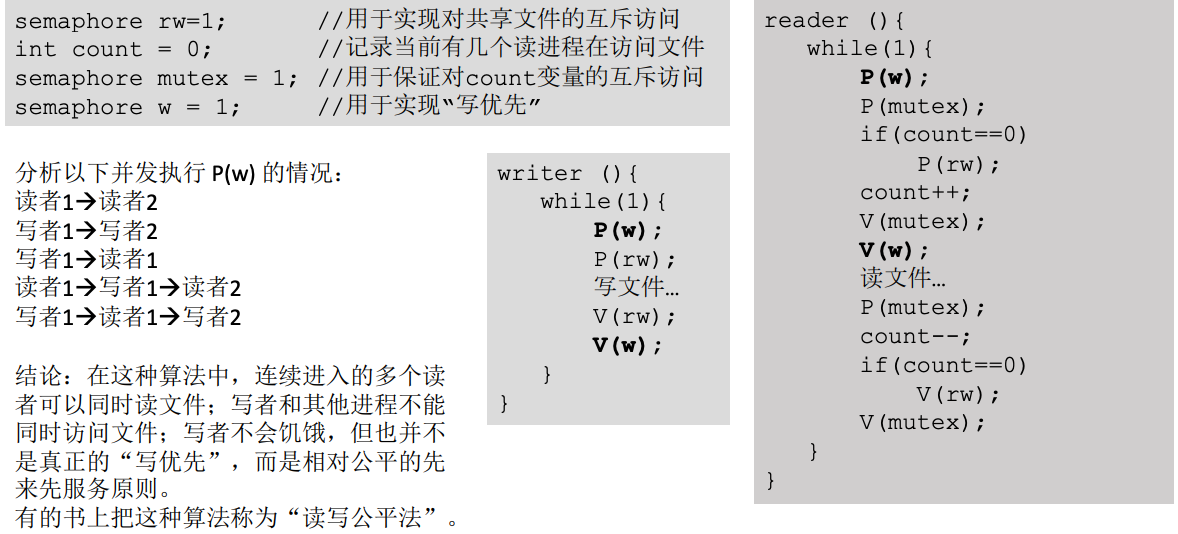 semaphore rw=1;        //用于实现对共享文件的互斥访问
int count = 0;         //记录当前有几个读进程在访问文件
semaphore mutex = 1; //用于保证对count变量的互斥访问
semaphore w = 1;      //用于实现“写优先”
分析以下并发执行 P(w) 的情况：
读者1→读者2
写者1→写者2
写者1→读者1
读者1→写者1→读者2
写者1→读者1→写者2
结论：在这种算法中，连续进入的多个读
者可以同时读文件；写者和其他进程不能
同时访问文件；写者不会饥饿，但也并不
是真正的“写优先”，而是相对公平的先
来先服务原则。
有的书上把这种算法称为“读写公平法”。
writer (){
   while(1){
      P(w);
      P(rw);
      写文件…
      V(rw);
      V(w);
   }
}
reader (){
   while(1){
      P(w);
      P(mutex);
      if(count==0)
          P(rw);
      count++;
      V(mutex);
      V(w);
      读文件…
      P(mutex);
      count--;
      if(count==0)
          V(rw);
      V(mutex);
   }
}